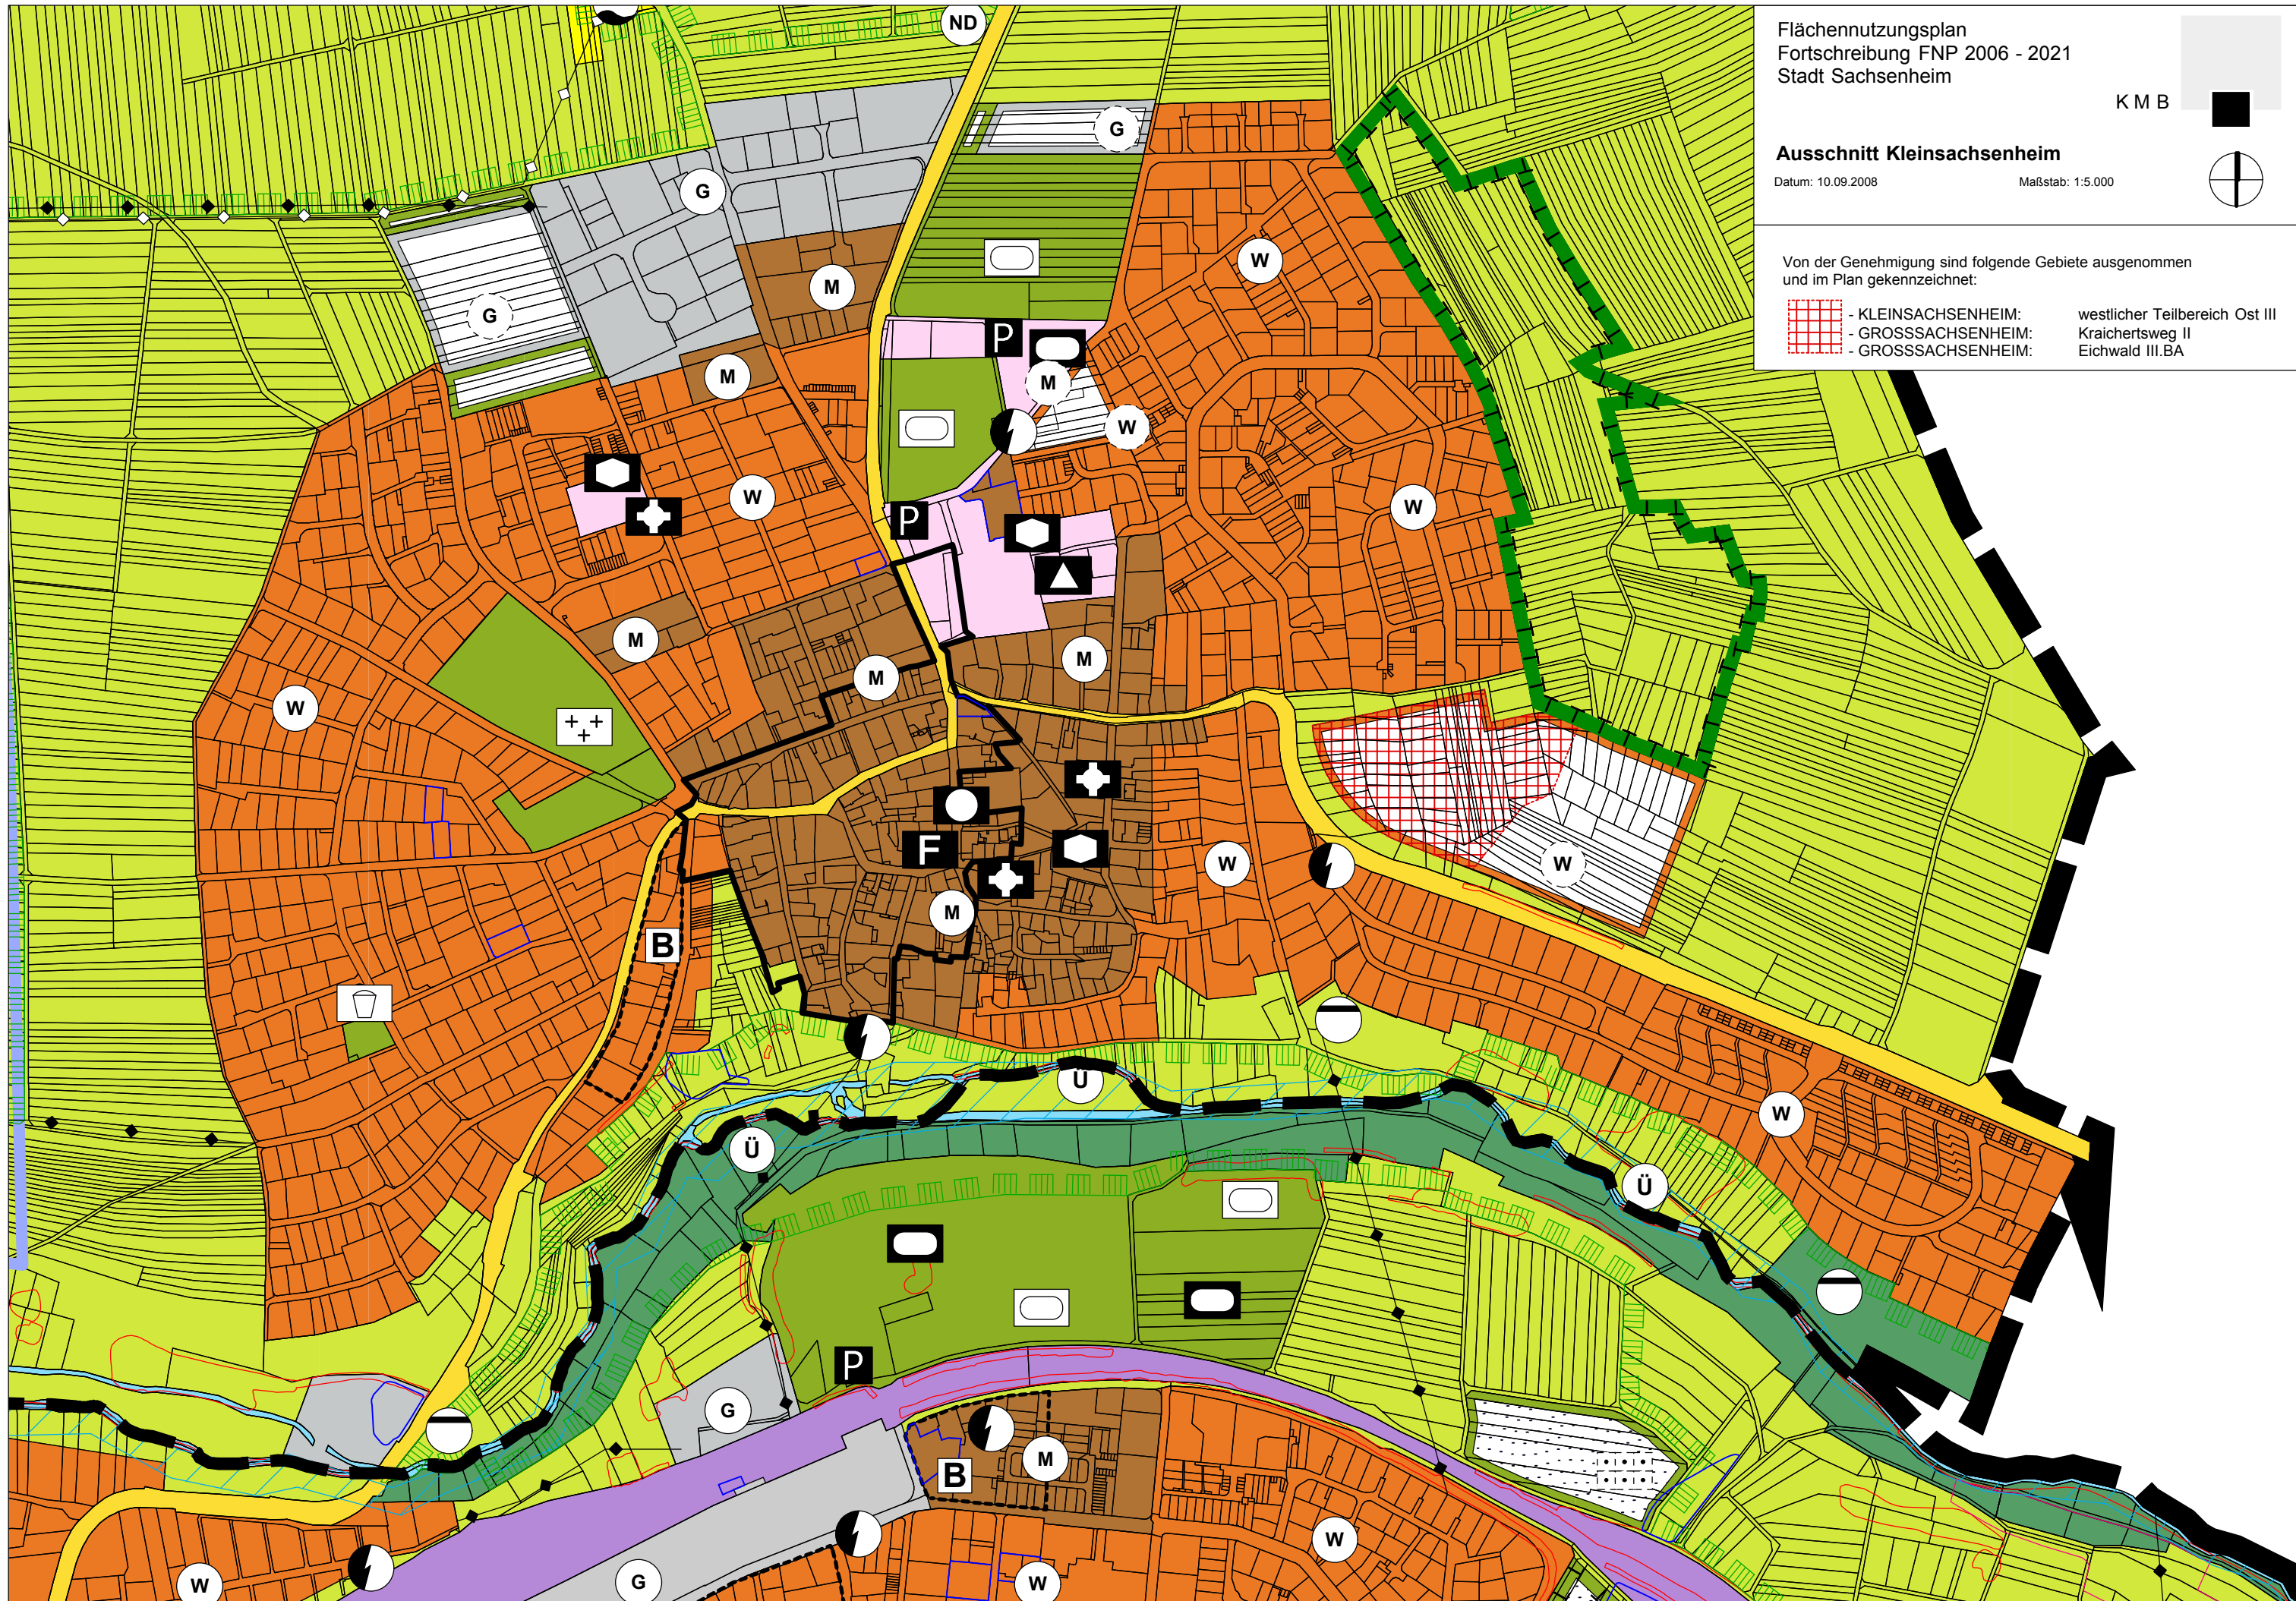 Flächennutzungsplan
Fortschreibung FNP 2006 - 2021
Stadt Sachsenheim
K M B
Ausschnitt Kleinsachsenheim
Datum: 10.09.2008 Maßstab: 1:5.000
Von der Genehmigung sind folgende Gebiete ausgenommen
und im Plan gekennzeichnet:
- KLEINSACHSENHEIM: westlicher Teilbereich Ost III
- GROSSSACHSENHEIM: Kraichertsweg II
- GROSSSACHSENHEIM: Eichwald III.BA
ND
G
G
W
M
G
P
M
M
W
W
W
P
M
M
M
W
F
W
W
M
B
Ü
W
Ü
Ü
P
G
M
B
W
W
G
W